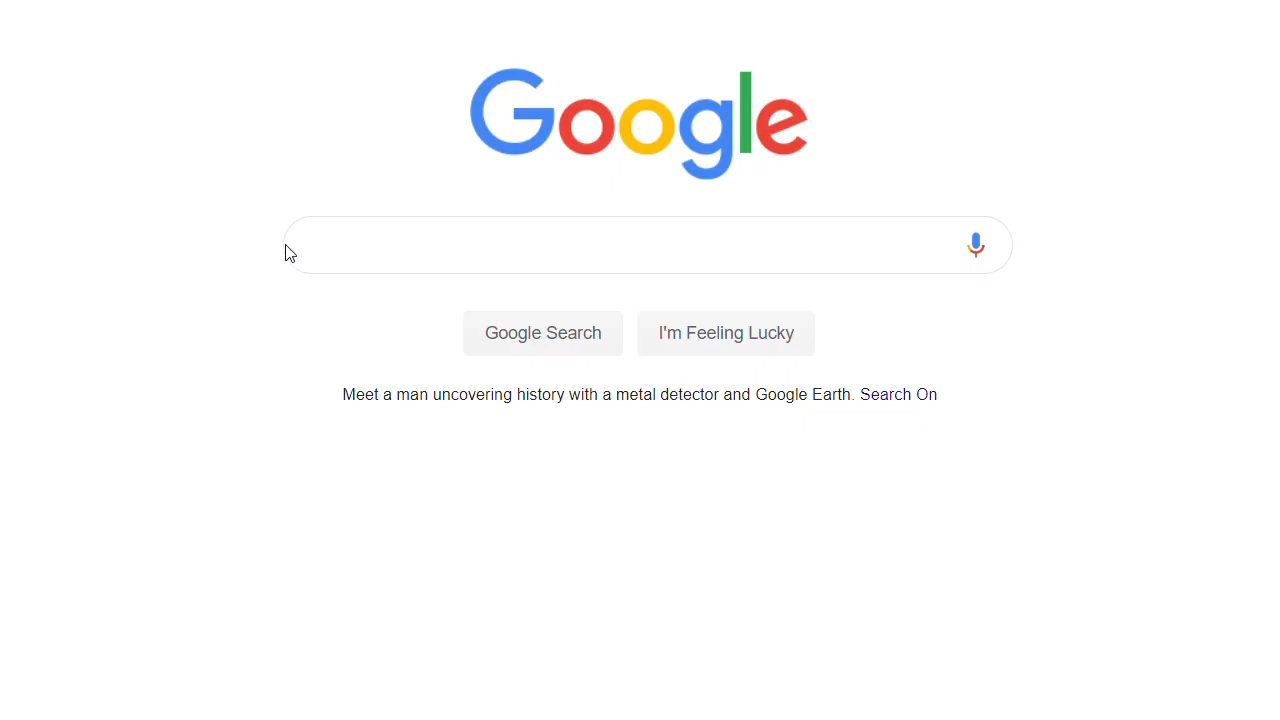 Google
Google Search
I'm Feeling Lucky
Meet a man uncovering history with a metal detector and Google Earth. Search On